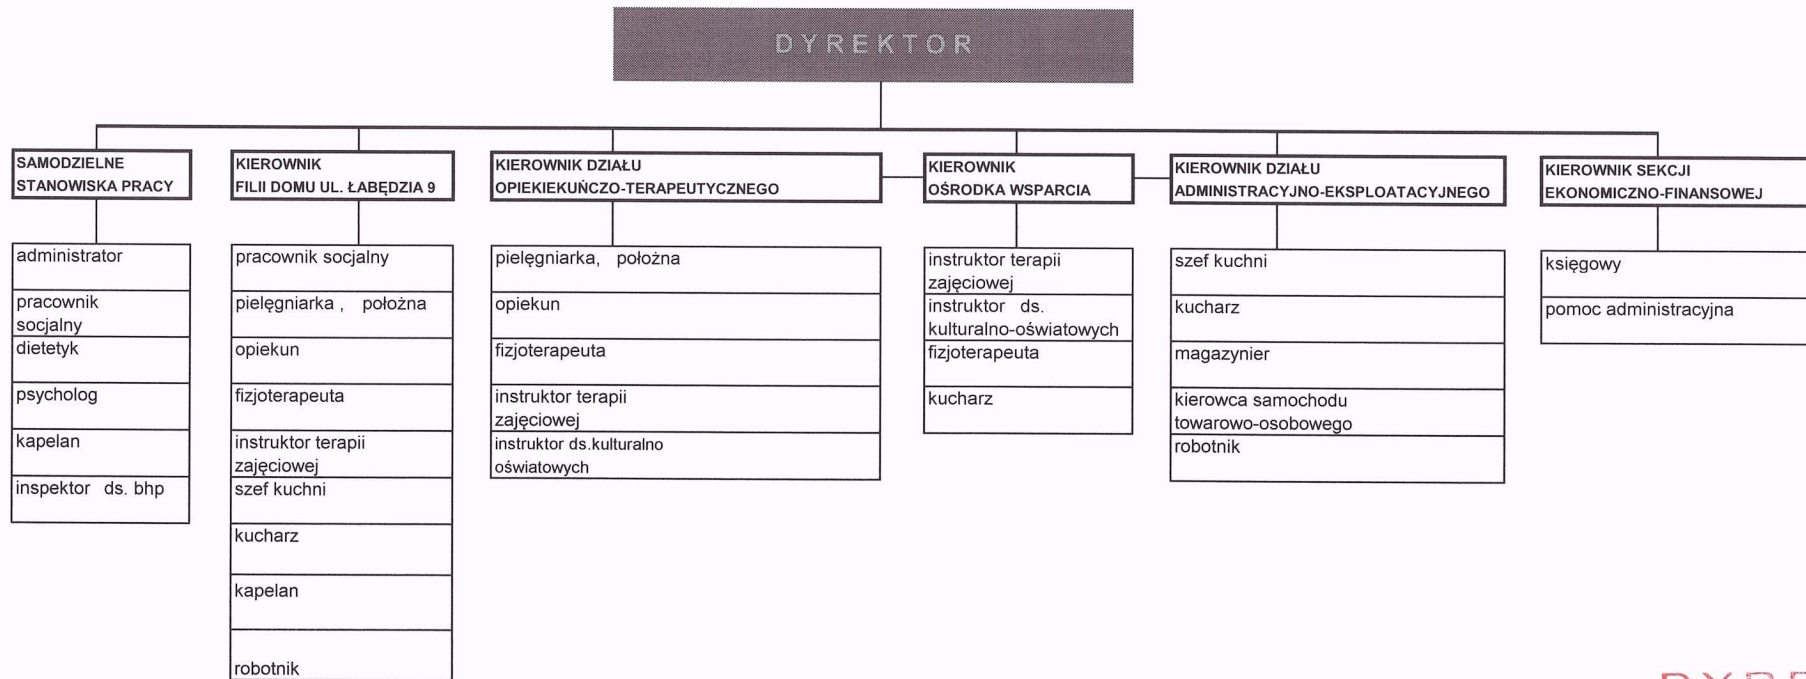 DYREKTOR
SAMODZIELNE
STANOWISKA PRACY
administrator
pracownik
socjalny
dietetyk
psycholog
kapelan
inspektor ds. bhp
KIEROWNIK
FILII DOMU UL. ŁABĘDZIA 9
pracownik socjalny
pielęgniarka , położna
opiekun
fizjoterapeuta
instruktor terapii
zajęciowej
szef kuchni
kucharz
kapelan
robotnik
KIEROWNIK DZIAŁU
OPIEKIEKUŃCZO-TERAPEUTYCZNEGO
pielęgniarka, położna
opiekun
fizjoterapeuta
instruktor terapii
zajęciowej
instruktor ds.kulturalno
oświatowych
KIEROWNIK
OŚRODKA WSPARCIA
instruktor terapii
zajęciowej
instruktor ds.
kulturalno-oświatowych
fizjoterapeuta
kucharz
KIEROWNIK DZIAŁU
ADMINISTRACYJNO-EKSPLOATACYJNEGO
szef kuchni
kucharz
magazynier
kierowca samochodu
towarowo-osobowego
robotnik
KIEROWNIK SEKCJI
EKONOMICZNO-FINANSOWEJ
księgowy
pomoc administracyjna